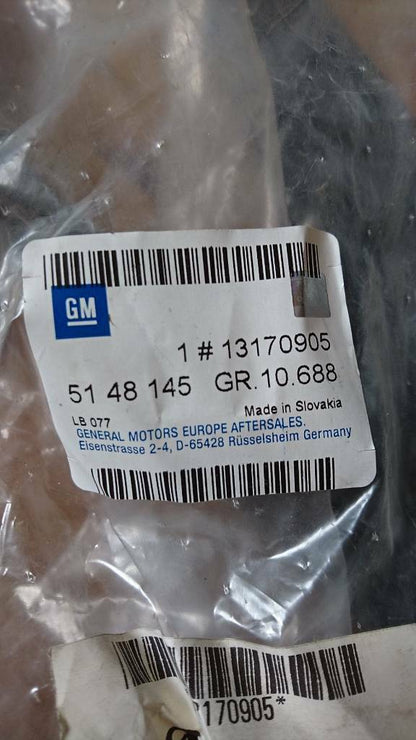 GM
1 # 13170905
51 48 145 GR.10.688
Made in Slovakia
LB 077
GENERAL MOTORS EUROPE AFTERSALES.
Eisenstrasse 2-4, D-65428 Rüsselsheim Germany
170905*